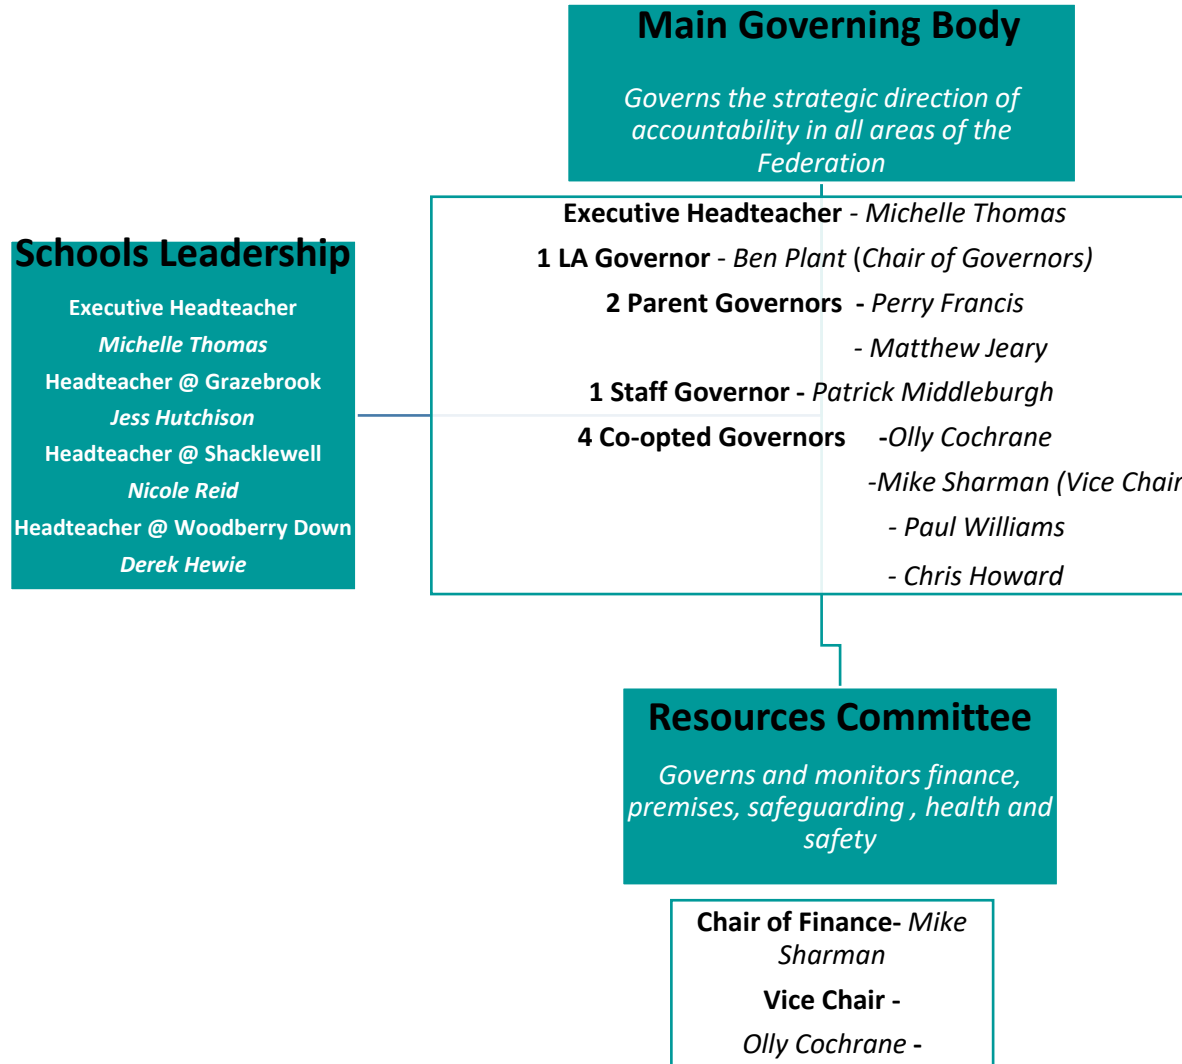 Main Governing Body
Governs the strategic direction of
accountability in all areas of the
Federation
Schools Leadership
Executive Headteacher
Michelle Thomas
Headteacher @ Grazebrook
Jess Hutchison
Headteacher @ Shacklewell
Nicole Reid
Headteacher @ Woodberry Down
Derek Hewie
Executive Headteacher - Michelle Thomas
1 LA Governor - Ben Plant (Chair of Governors)
2 Parent Governors - Perry Francis
- Matthew Jeary
1 Staff Governor - Patrick Middleburgh
4 Co-opted Governors -Olly Cochrane
-Mike Sharman (Vice Chair
- Paul Williams
- Chris Howard
Resources Committee
Governs and monitors finance,
premises, safeguarding , health and
safety
Chair of Finance- Mike
Sharman
Vice Chair -
Olly Cochrane -